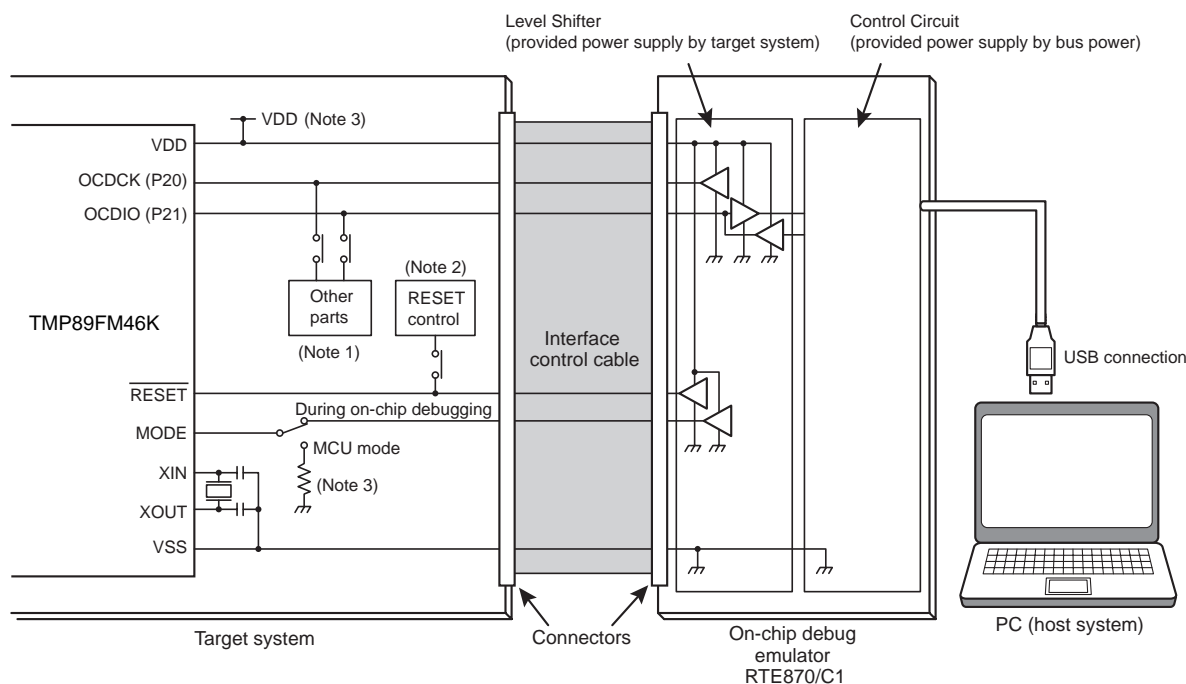 Level Shifter
(provided power supply by target system)
Control Circuit
(provided power supply by bus power)
VDD (Note 3)
VDD
OCDCK (P20)
OCDIO (P21)
(Note 2)
Other
parts
RESET
control
TMP89FM46K
(Note 1)
Interface
control cable
USB connection
RESET
During on-chip debugging
MODE
MCU mode
XIN
(Note 3)
XOUT
VSS
Target system
Connectors
On-chip debug
emulator
RTE870/C1
PC (host system)